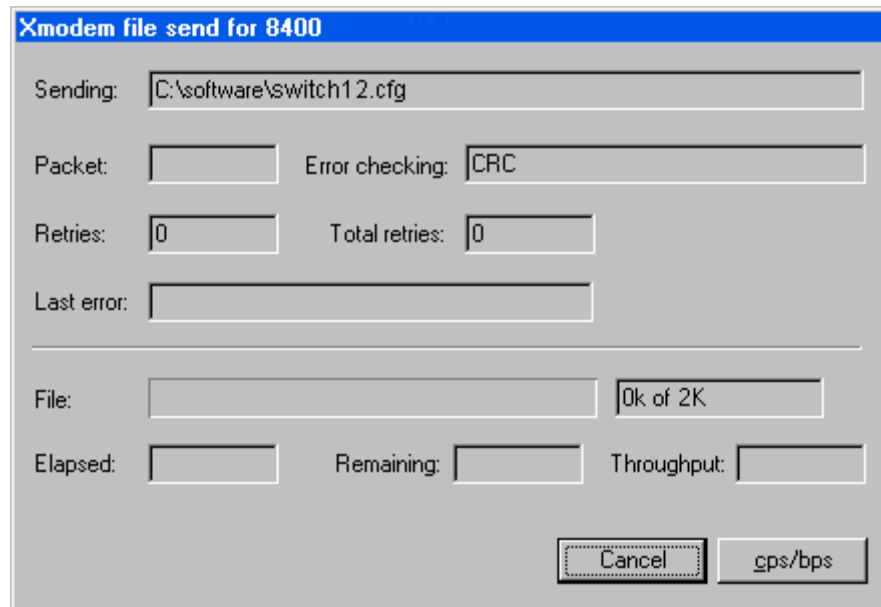 Xmodem file send for 8400
Sending: C:\software\switch12.cfg
Packet: Error checking: CRC
Retries: 0 Total retries: 0
Last error:
File: 0k of 2K
Elapsed: Remaining: Throughput:
Cancel cps/bps